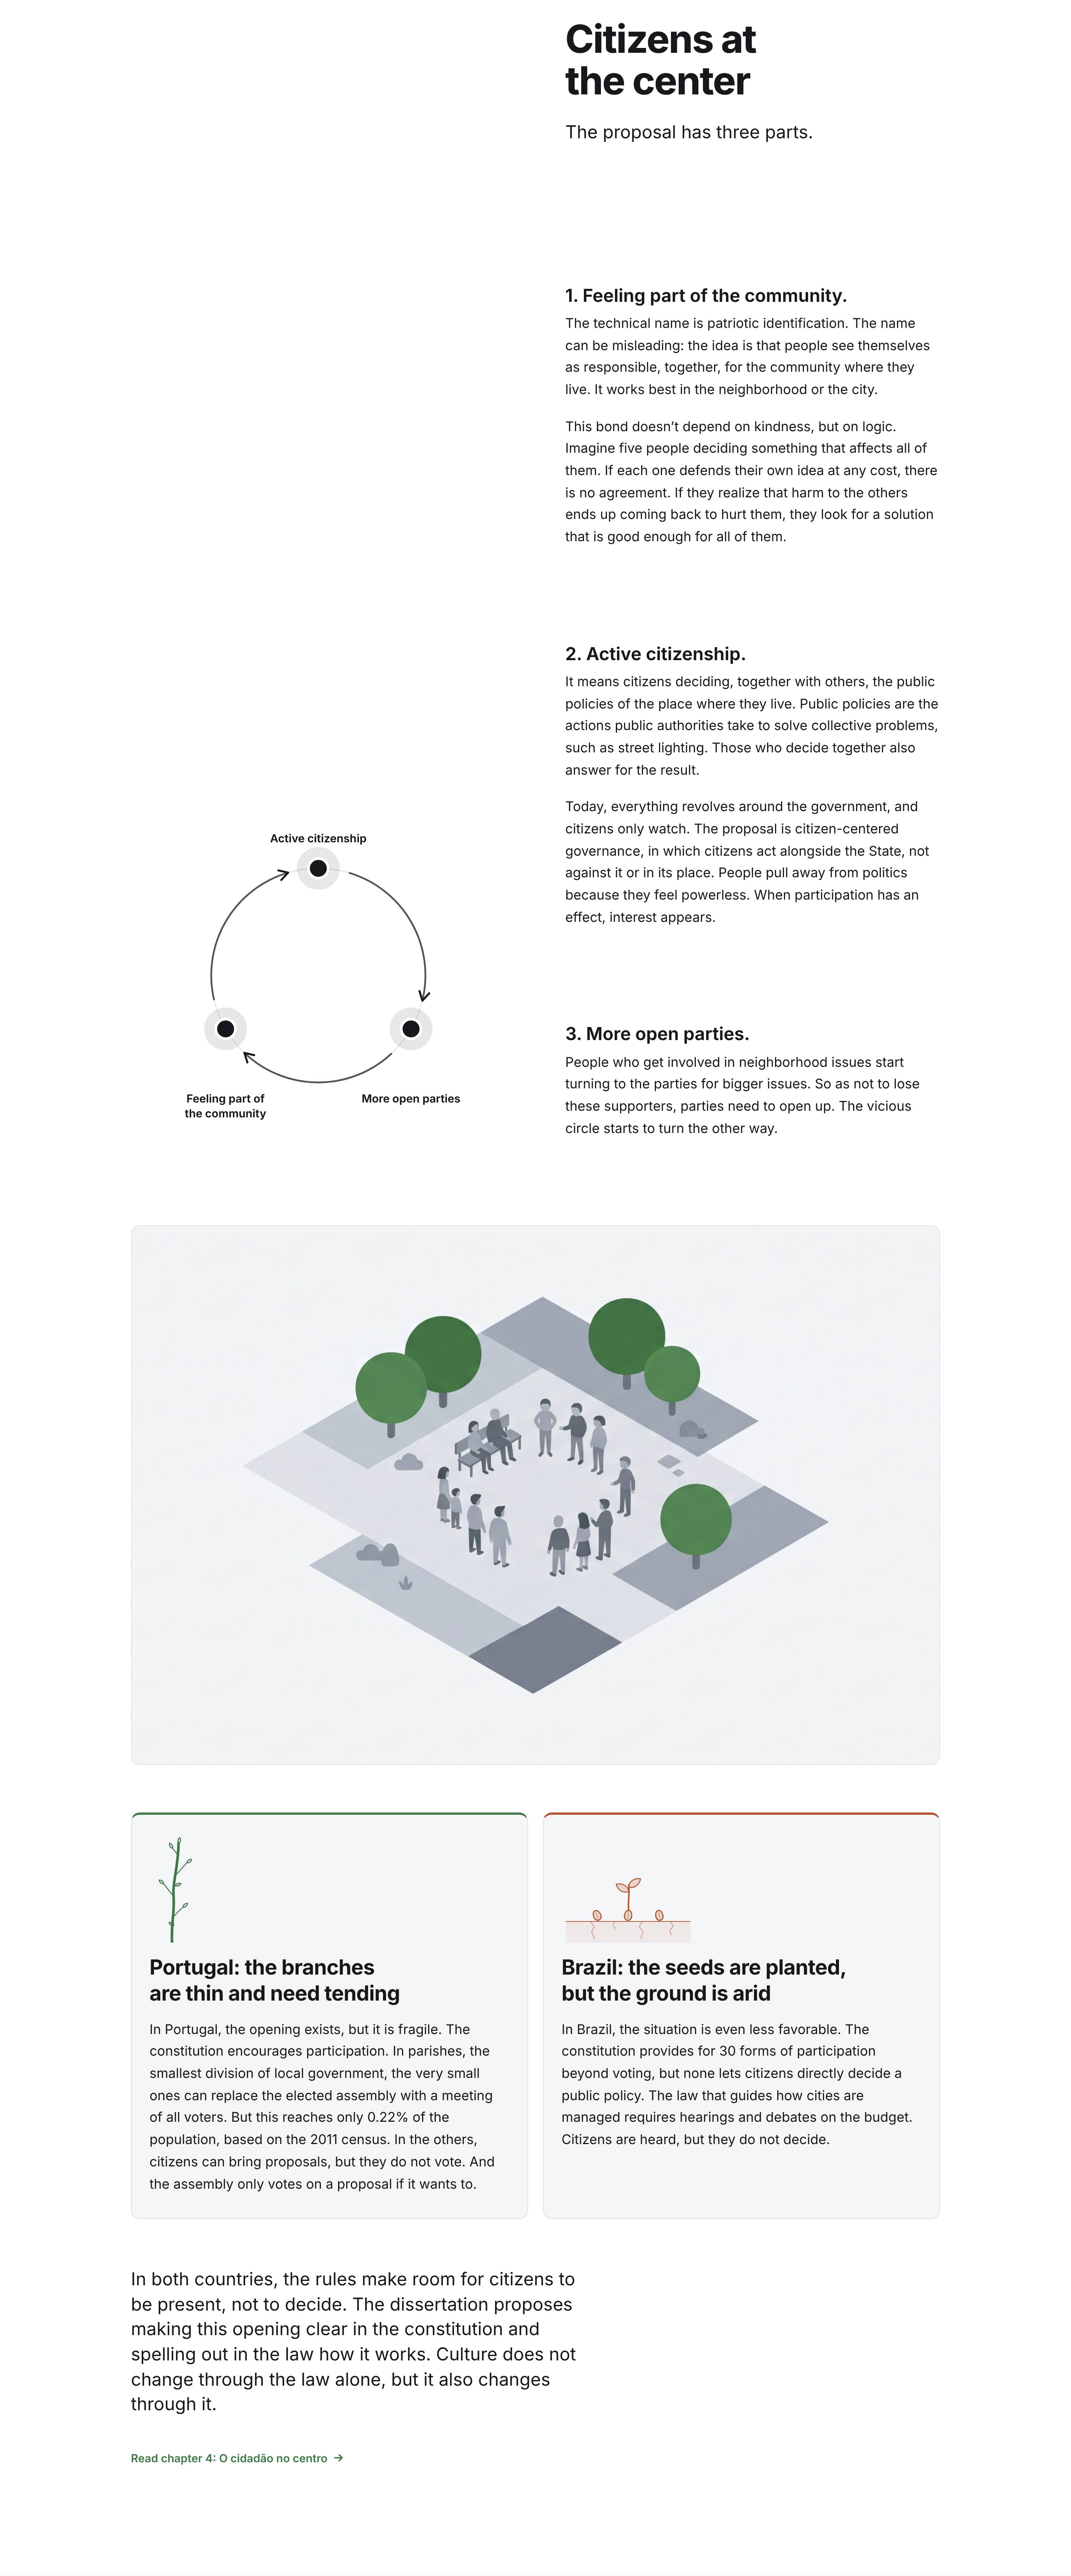 Citizens at
the center
The proposal has three parts.
1. Feeling part of the community.
The technical name is patriotic identification. The name
can be misleading: the idea is that people see themselves
as responsible, together, for the community where they
live. It works best in the neighborhood or the city.
This bond doesn’t depend on kindness, but on logic.
Imagine five people deciding something that affects all of
them. If each one defends their own idea at any cost, there
is no agreement. If they realize that harm to the others
ends up coming back to hurt them, they look for a solution
that is good enough for all of them.
2. Active citizenship.
It means citizens deciding, together with others, the public
policies of the place where they live. Public policies are the
actions public authorities take to solve collective problems,
such as street lighting. Those who decide together also
answer for the result.
Today, everything revolves around the government, and
citizens only watch. The proposal is citizen-centered
governance, in which citizens act alongside the State, not
against it or in its place. People pull away from politics
because they feel powerless. When participation has an
effect, interest appears.
3. More open parties.
People who get involved in neighborhood issues start
turning to the parties for bigger issues. So as not to lose
these supporters, parties need to open up. The vicious
circle starts to turn the other way.
Active citizenship
Feeling part of
the community
More open parties
Portugal: the branches
are thin and need tending
In Portugal, the opening exists, but it is fragile. The
constitution encourages participation. In parishes, the
smallest division of local government, the very small
ones can replace the elected assembly with a meeting
of all voters. But this reaches only 0.22% of the
population, based on the 2011 census. In the others,
citizens can bring proposals, but they do not vote. And
the assembly only votes on a proposal if it wants to.
Brazil: the seeds are planted,
but the ground is arid
In Brazil, the situation is even less favorable. The
constitution provides for 30 forms of participation
beyond voting, but none lets citizens directly decide a
public policy. The law that guides how cities are
managed requires hearings and debates on the budget.
Citizens are heard, but they do not decide.
In both countries, the rules make room for citizens to
be present, not to decide. The dissertation proposes
making this opening clear in the constitution and
spelling out in the law how it works. Culture does not
change through the law alone, but it also changes
through it.
Read chapter 4: O cidadão no centro →